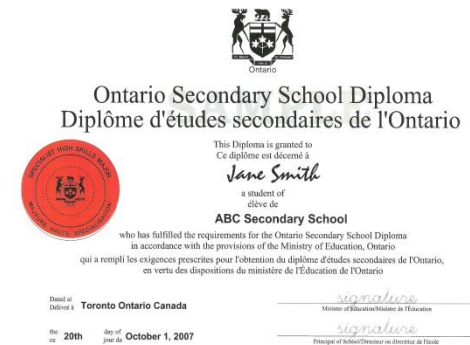 Ontario
SAMPLE
Ontario Secondary School Diploma
Diplôme d'études secondaires de l'Ontario
This Diploma is granted to
Ce diplôme est décerné à
Jane Smith
a student of
élève de
ABC Secondary School
SPECIALIST HIGH SKILLS MAJOR
MAJEURE HAUTE SPÉCIALISATION
who has fulfilled the requirements for the Ontario Secondary School Diploma
in accordance with the provisions of the Ministry of Education, Ontario
qui a rempli les exigences prescrites pour l'obtention du diplôme d'études secondaires de l'Ontario,
en vertu des dispositions du ministère de l'Éducation de l'Ontario
Dated at
Délivré à Toronto Ontario Canada
signature
Minister of Education/Ministre de l'Éducation
the 20th day of October 1, 2007
ce jour de
signature
Principal of School/Directeur ou directrice de l'école